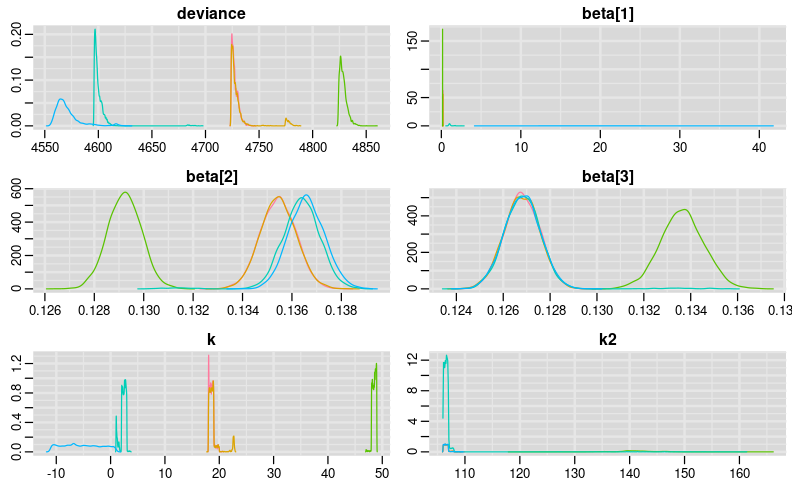 deviance
0.00 0.10 0.20
4550 4600 4650 4700 4750 4800 4850
beta[1]
0 50 150
0 10 20 30 40
beta[2]
0 200 400 600
0.126 0.128 0.130 0.132 0.134 0.136 0.138
beta[3]
0 200 400
0.124 0.126 0.128 0.130 0.132 0.134 0.136 0.13
k
0.0 0.4 0.8 1.2
-10 0 10 20 30 40 50
k2
0 4 8 12
110 120 130 140 150 160